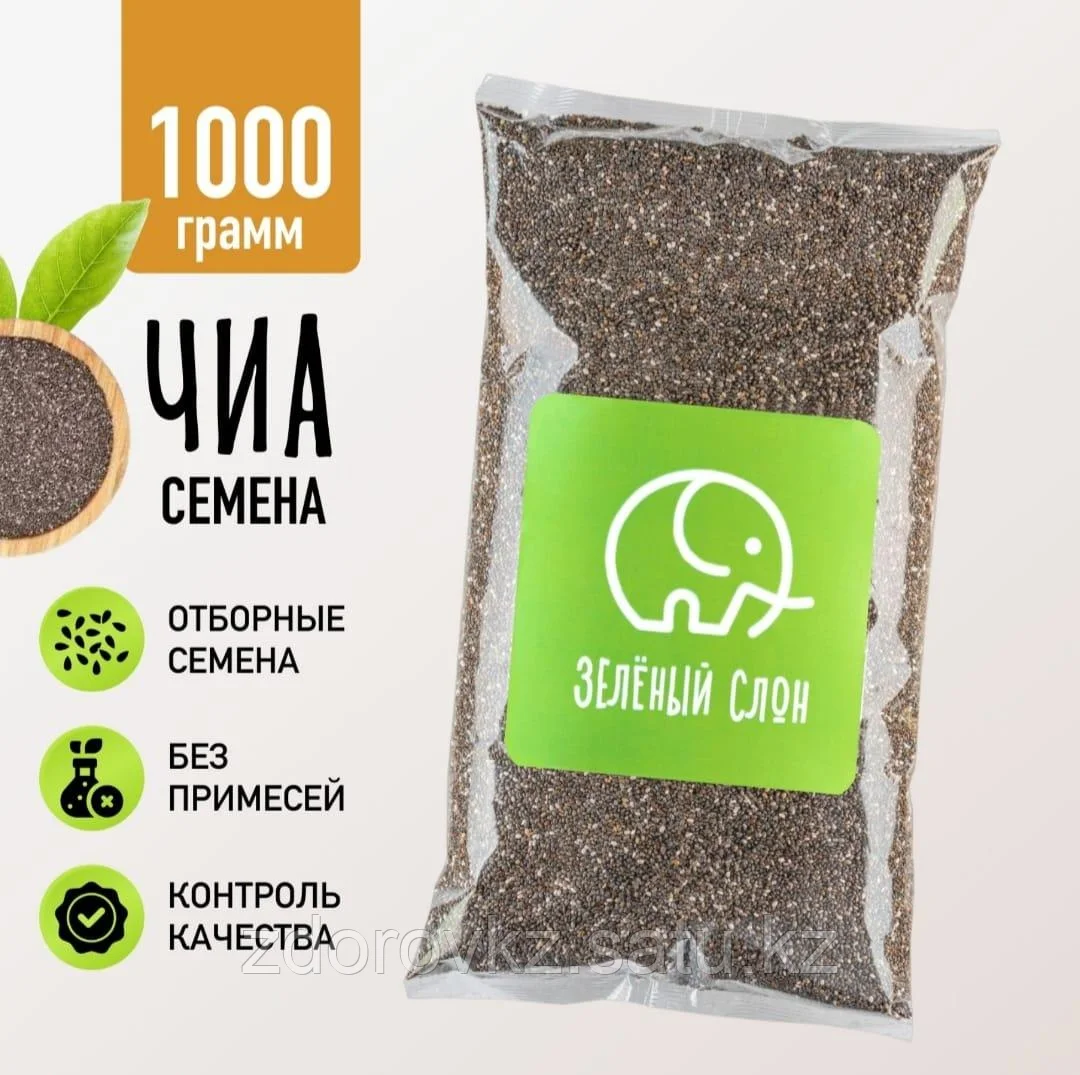 1000
грамм
ЧИА
СЕМЕНА
ОТБОРНЫЕ
СЕМЕНА
БЕЗ
ПРИМЕСЕЙ
КОНТРОЛЬ
КАЧЕСТВА
ЗЕЛЁНЫЙ СЛОН
zdorovkz.satu.kz